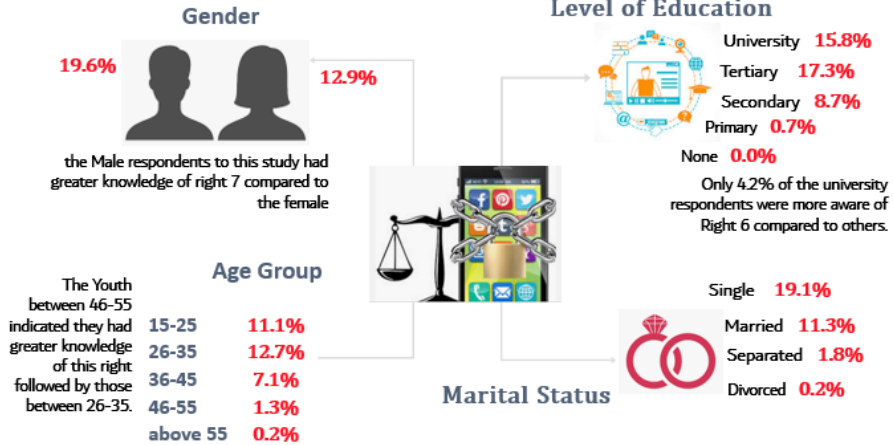 Gender
19.6%
12.9%
the Male respondents to this study had
greater knowledge of right 7 compared to
the female
Level of Education
University 15.8%
Tertiary 17.3%
Secondary 8.7%
Primary 0.7%
None 0.0%
Only 4.2% of the university
respondents were more aware of
Right 6 compared to others.
Age Group
The Youth
between 46-55
indicated they had
greater knowledge
of this right
followed by those
between 26-35.
15-25 11.1%
26-35 12.7%
36-45 7.1%
46-55 1.3%
above 55 0.2%
Marital Status
Single 19.1%
Married 11.3%
Separated 1.8%
Divorced 0.2%